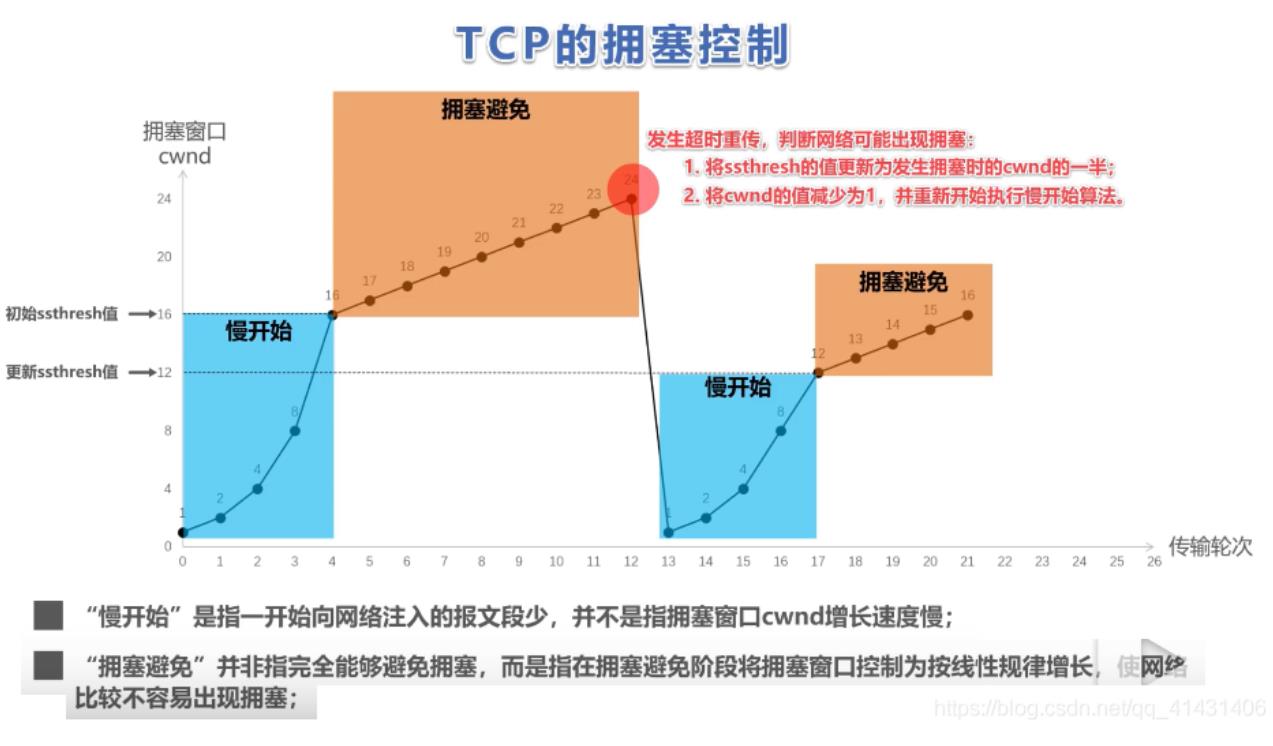 TCP的拥塞控制
拥塞窗口
cwnd
拥塞避免
发生超时重传，判断网络可能出现拥塞：
1. 将ssthresh的值更新为发生拥塞时的cwnd的一半；
2. 将cwnd的值减少为1，并重新开始执行慢开始算法。
24
24
23
22
21
20
20
19
18
17
16
初始ssthresh值
16
慢开始
拥塞避免
16
15
14
13
12
更新ssthresh值
12
慢开始
8
8
8
4
4
4
2
2
1
1
0
0 1 2 3 4 5 6 7 8 9 10 11 12 13 14 15 16 17 18 19 20 21 22 23 24 25 26
传输轮次
“慢开始”是指一开始向网络注入的报文段少，并不是指拥塞窗口cwnd增长速度慢；
“拥塞避免”并非指完全能够避免拥塞，而是指在拥塞避免阶段将拥塞窗口控制为按线性规律增长，使网络
比较不容易出现拥塞；
https://blog.csdn.net/qq_41431406